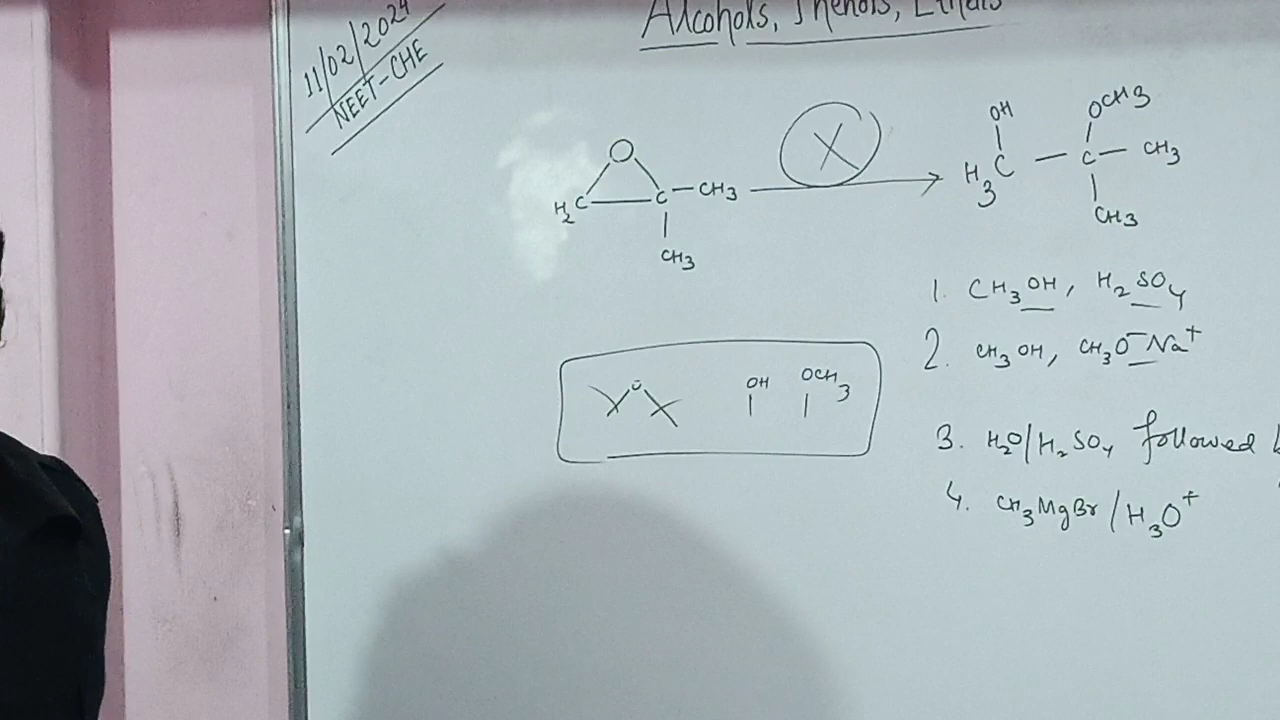 Alcohols, Phenols, Ethers
11/02/2024
NEET-CHE
O
H2C C CH3
CH3
X
OH OCH3
H3C C CH3
CH3
1. CH3OH, H2SO4
2. CH3OH, CH3O⁻Na⁺
OH OCH3
3. H2O/H2SO4 followed
4. CH3MgBr/H3O⁺